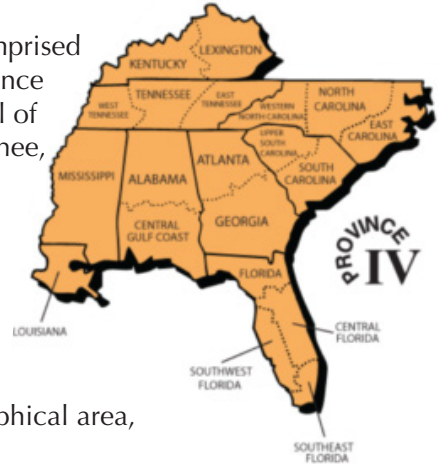 mprised
nce
l of
nee,
LEXINGTON
KENTUCKY
TENNESSEE
EAST
TENNESSEE
WEST
TENNESSEE
WESTERN
NORTH CAROLINA
NORTH
CAROLINA
EAST
CAROLINA
UPPER
SOUTH
CAROLINA
SOUTH
CAROLINA
MISSISSIPPI
ALABAMA
ATLANTA
CENTRAL
GULF COAST
GEORGIA
PROVINCE
IV
FLORIDA
LOUISIANA
CENTRAL
FLORIDA
SOUTHWEST
FLORIDA
SOUTHEAST
FLORIDA
phical area,